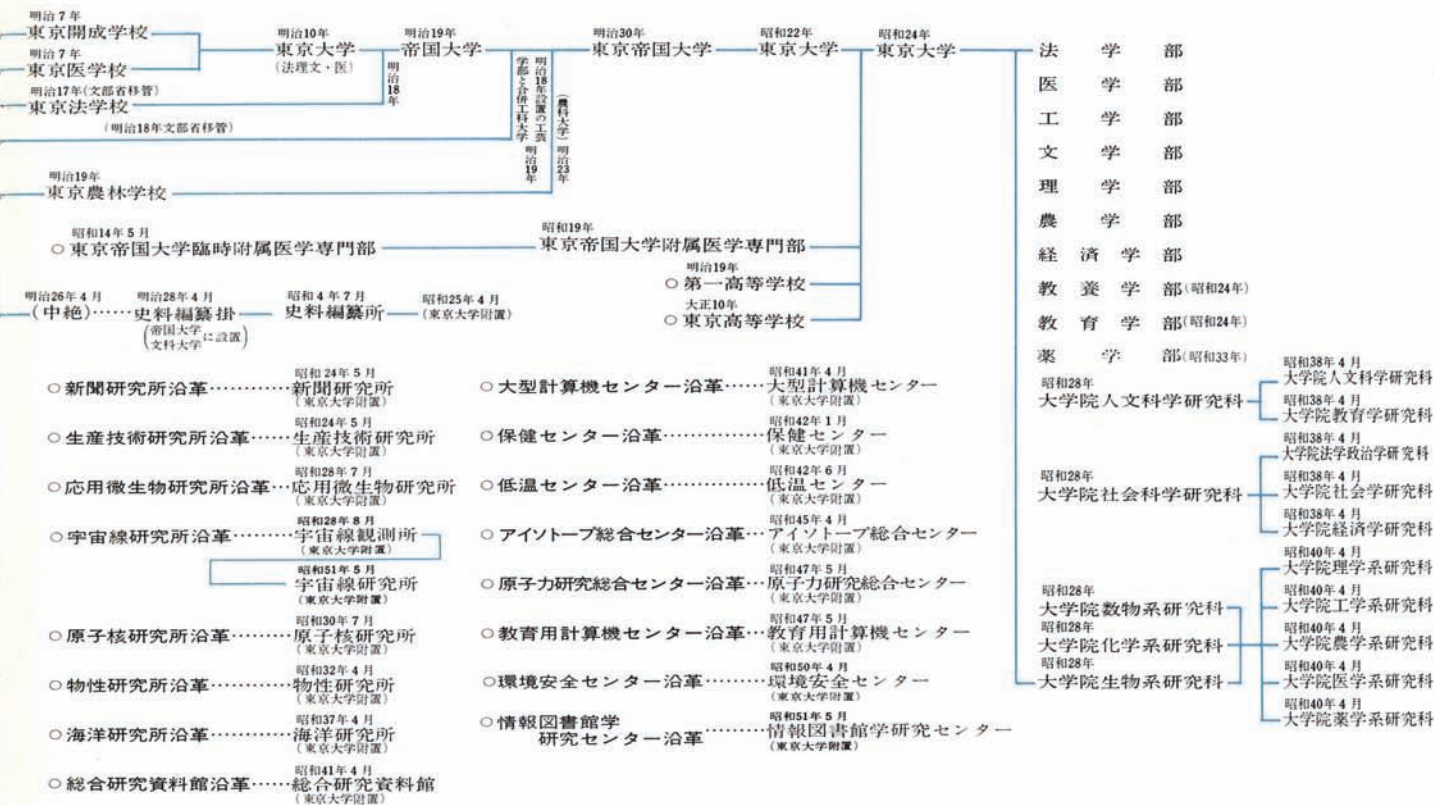 明治7年
東京開成学校
明治7年
東京医学校
明治17年(文部省移管)
東京法学校
(明治18年文部省移管)
明治19年
東京農林学校
明治10年
東京大学
(法理文・医)
明治18年
明治19年
帝国大学
明治18年設置の工芸
学部と合併工科大学
明治19年
(農科大学)明治23年
明治30年
東京帝国大学
昭和22年
東京大学
昭和24年
東京大学
昭和14年5月
○東京帝国大学臨時附属医学専門部
昭和19年
東京帝国大学附属医学専門部
明治19年
○第一高等学校
大正10年
○東京高等学校
明治26年4月
(中絶)……
明治28年4月
史料編纂掛
(帝国大学
文科大学に設置)
昭和4年7月
史料編纂所
昭和25年4月
(東京大学附置)
法学部
医学部
工学部
文学部
理学部
農学部
経済学部
教養学部(昭和24年)
教育学部(昭和24年)
薬学部(昭和33年)
昭和24年5月
○新聞研究所沿革…………新聞研究所
(東京大学附置)
昭和24年5月
○生産技術研究所沿革……生産技術研究所
(東京大学附置)
昭和28年7月
○応用微生物研究所沿革…応用微生物研究所
(東京大学附置)
昭和28年8月
○宇宙線研究所沿革………宇宙線観測所
(東京大学附置)
昭和51年5月
宇宙線研究所
(東京大学附置)
昭和30年7月
○原子核研究所沿革………原子核研究所
(東京大学附置)
昭和32年4月
○物性研究所沿革…………物性研究所
(東京大学附置)
昭和37年4月
○海洋研究所沿革…………海洋研究所
(東京大学附置)
昭和41年4月
○総合研究資料館沿革……総合研究資料館
(東京大学附置)
昭和41年4月
○大型計算機センター沿革……大型計算機センター
(東京大学附置)
昭和42年1月
○保健センター沿革…………保健センター
(東京大学附置)
昭和42年6月
○低温センター沿革…………低温センター
(東京大学附置)
昭和45年4月
○アイソトープ総合センター沿革…アイソトープ総合センター
(東京大学附置)
昭和47年5月
○原子力研究総合センター沿革…原子力研究総合センター
(東京大学附置)
昭和47年5月
○教育用計算機センター沿革…教育用計算機センター
(東京大学附置)
昭和50年4月
○環境安全センター沿革………環境安全センター
(東京大学附置)
昭和51年5月
○情報図書館学
研究センター沿革………情報図書館学研究センター
(東京大学附置)
昭和28年
大学院人文科学研究科
昭和38年4月
大学院人文科学研究科
昭和38年4月
大学院教育学研究科
昭和28年
大学院社会科学研究科
昭和38年4月
大学院法学政治学研究科
昭和38年4月
大学院社会学研究科
昭和38年4月
大学院経済学研究科
昭和28年
大学院数物系研究科
昭和28年
大学院化学系研究科
昭和28年
大学院生物系研究科
昭和40年4月
大学院理学系研究科
昭和40年4月
大学院工学系研究科
昭和40年4月
大学院農学系研究科
昭和40年4月
大学院医学系研究科
昭和40年4月
大学院薬学系研究科